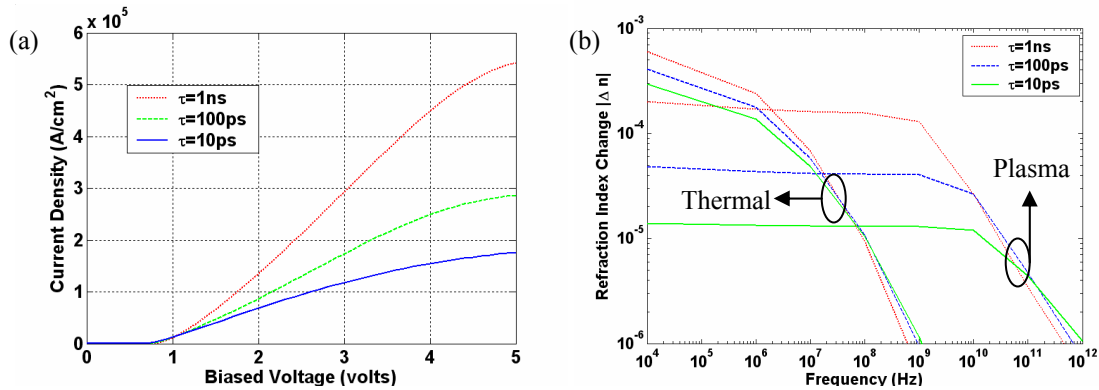 (a)
x 10^5
6
5
4
3
2
1
0
Current Density (A/cm^2)
τ=1ns
τ=100ps
τ=10ps
0 1 2 3 4 5
Biased Voltage (volts)
(b)
10^-3
10^-4
10^-5
10^-6
Refraction Index Change |Δ n|
τ=1ns
τ=100ps
τ=10ps
Thermal
Plasma
10^4 10^5 10^6 10^7 10^8 10^9 10^10 10^11 10^12
Frequency (Hz)